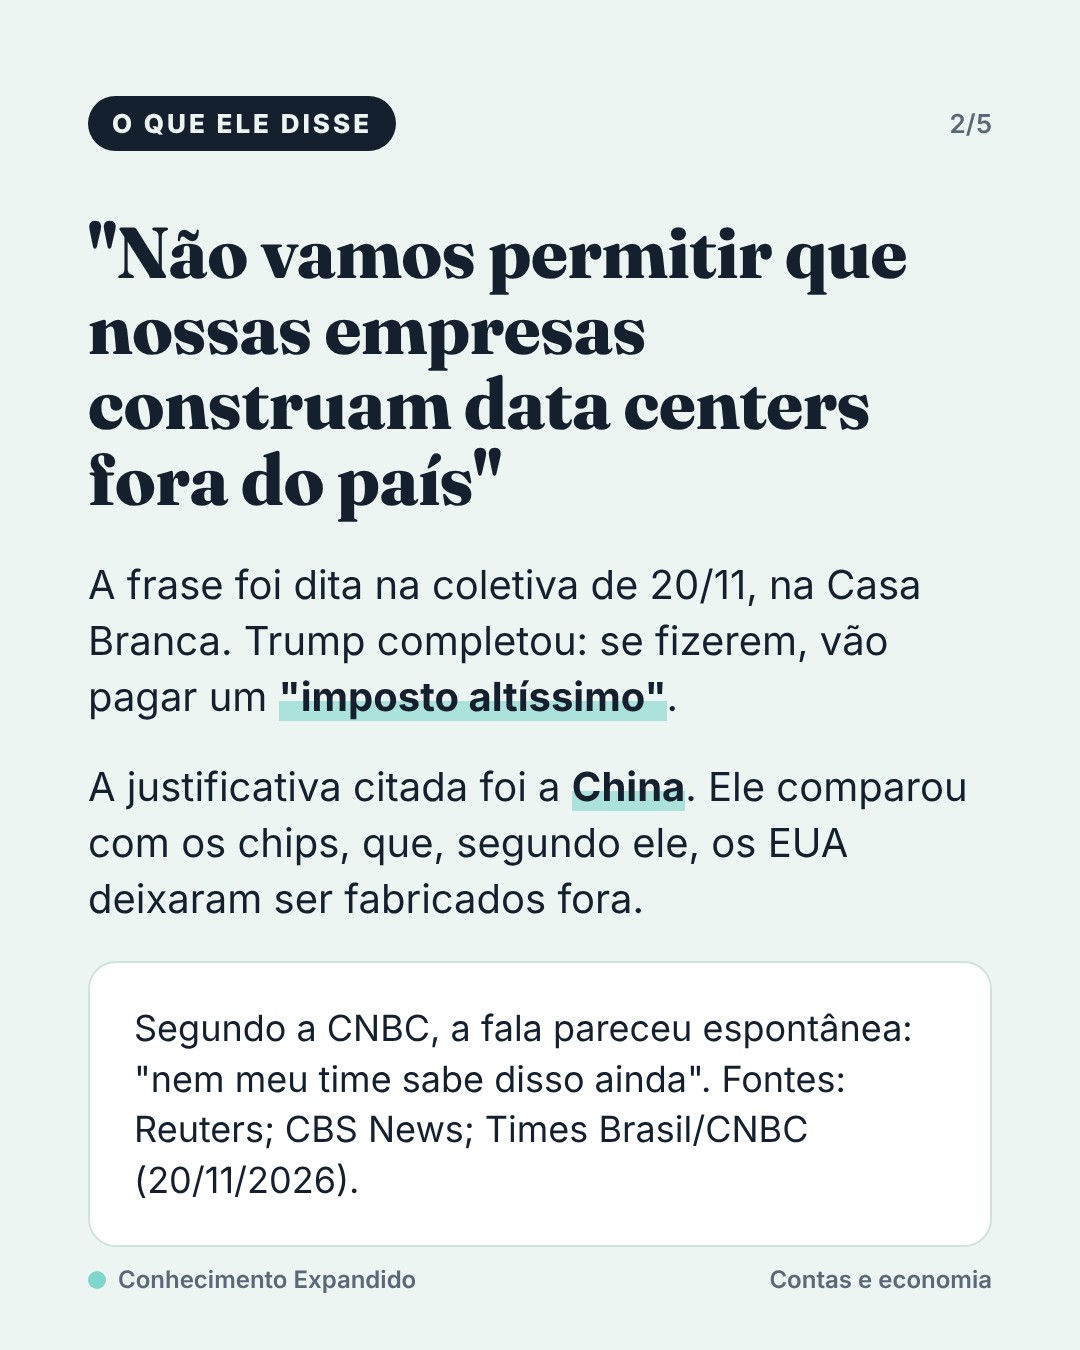 O QUE ELE DISSE
2/5
"Não vamos permitir que
nossas empresas
construam data centers
fora do país"
A frase foi dita na coletiva de 20/11, na Casa
Branca. Trump completou: se fizerem, vão
pagar um "imposto altíssimo".
A justificativa citada foi a China. Ele comparou
com os chips, que, segundo ele, os EUA
deixaram ser fabricados fora.
Segundo a CNBC, a fala pareceu espontânea:
"nem meu time sabe disso ainda". Fontes:
Reuters; CBS News; Times Brasil/CNBC
(20/11/2026).
Conhecimento Expandido
Contas e economia